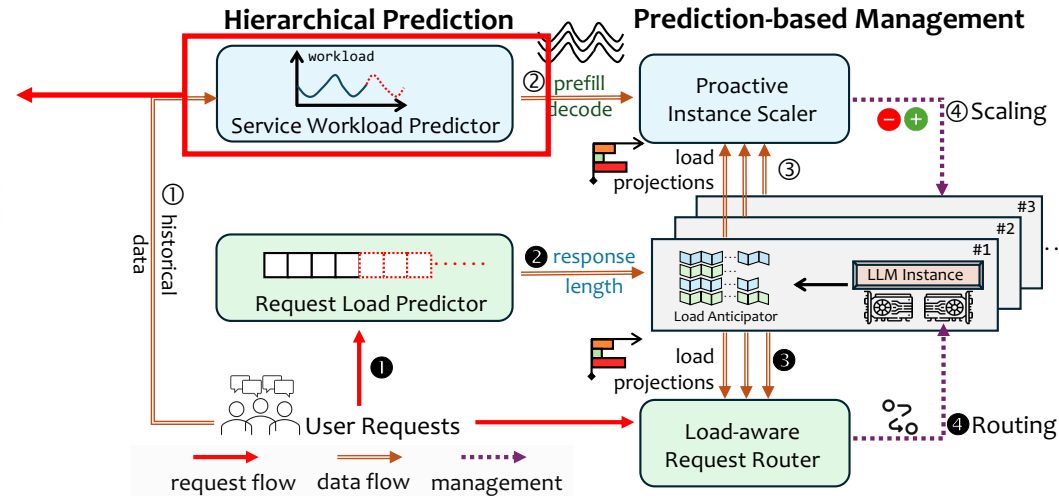 Hierarchical Prediction
Prediction-based Management
workload
Service Workload Predictor
② prefill
decode
Proactive
Instance Scaler
④ Scaling
① historical
data
load
projections
③
#3
#2
#1
...
Request Load Predictor
❷ response
length
Load Anticipator
LLM Instance
❶
load
projections
❸
User Requests
Load-aware
Request Router
❹ Routing
request flow
data flow
management